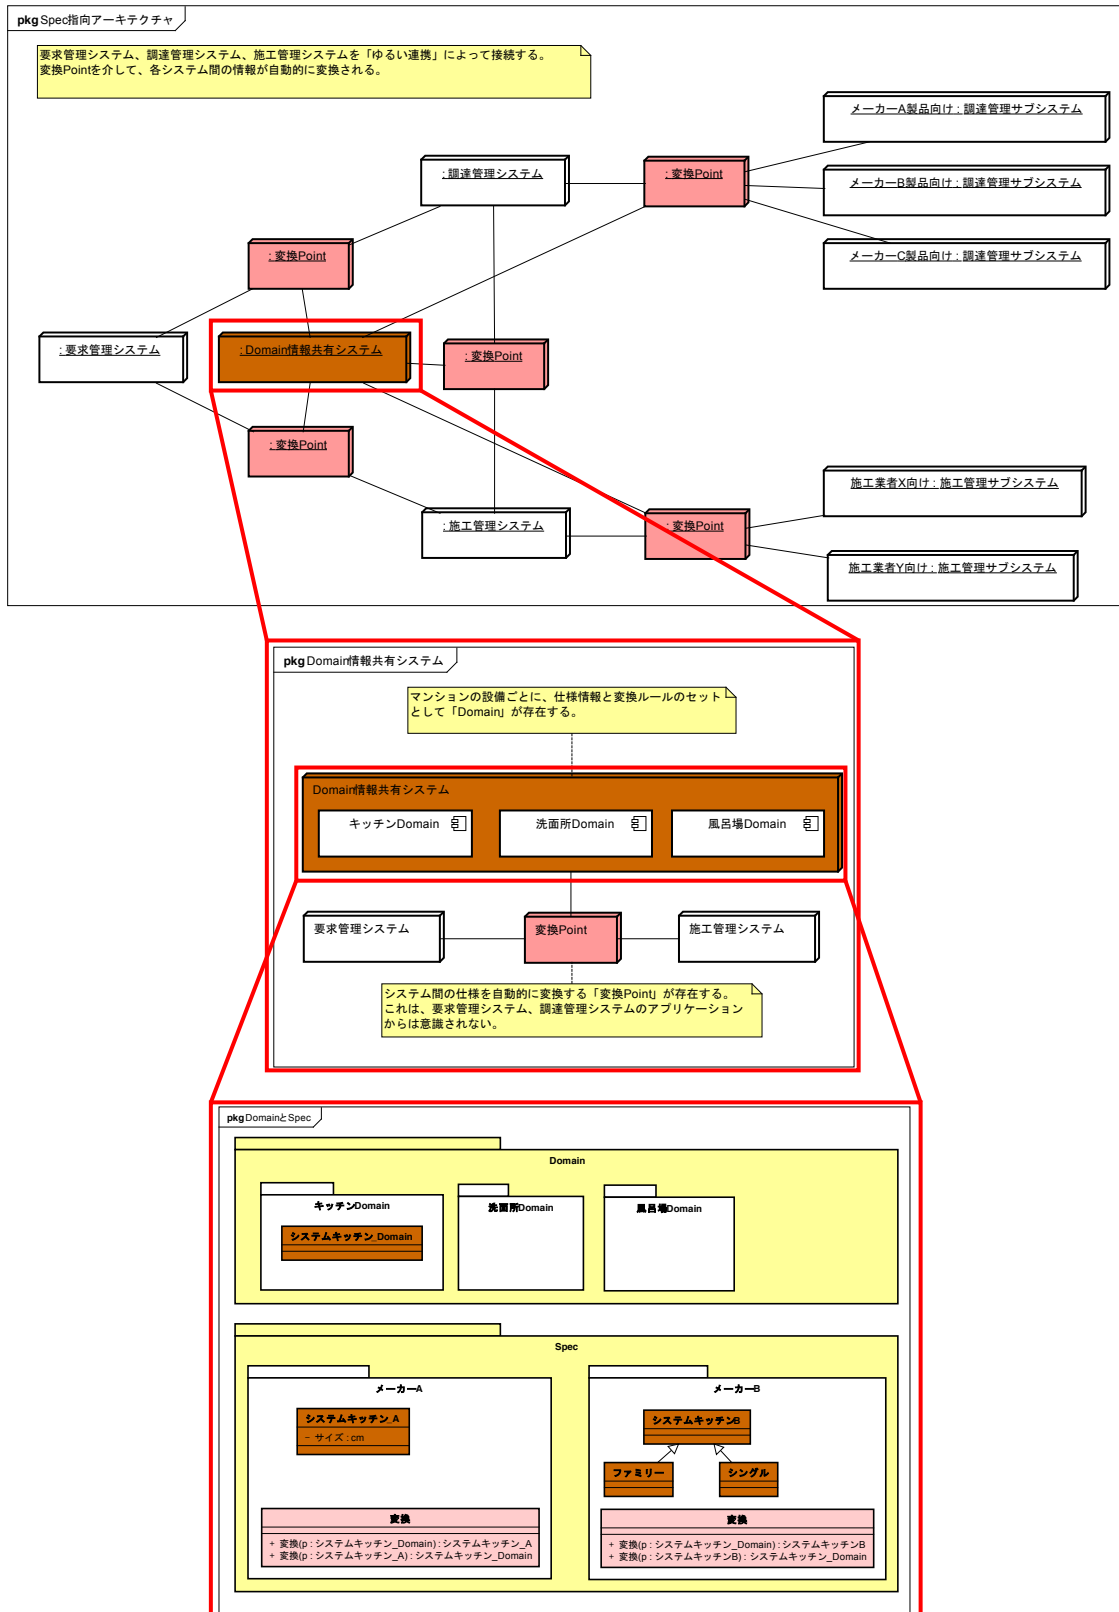 pkg Spec指向アーキテクチャ
要求管理システム、調達管理システム、施工管理システムを「ゆるい連携」によって接続する。
変換Pointを介して、各システム間の情報が自動的に変換される。
メーカーA製品向け : 調達管理サブシステム
: 調達管理システム
: 変換Point
メーカーB製品向け : 調達管理サブシステム
: 変換Point
メーカーC製品向け : 調達管理サブシステム
: 要求管理システム
: Domain情報共有システム
: 変換Point
: 変換Point
施工業者X向け : 施工管理サブシステム
: 施工管理システム
: 変換Point
施工業者Y向け : 施工管理サブシステム
pkg Domain情報共有システム
マンションの設備ごとに、仕様情報と変換ルールのセット
として「Domain」が存在する。
Domain情報共有システム
キッチンDomain
洗面所Domain
風呂場Domain
要求管理システム
変換Point
施工管理システム
システム間の仕様を自動的に変換する「変換Point」が存在する。
これは、要求管理システム、調達管理システムのアプリケーション
からは意識されない。
pkg DomainとSpec
Domain
キッチンDomain
洗面所Domain
風呂場Domain
システムキッチン_Domain
Spec
メーカーA
メーカーB
システムキッチン_A
- サイズ : cm
システムキッチンB
ファミリー
シングル
変換
+ 変換(p : システムキッチン_Domain) : システムキッチン_A
+ 変換(p : システムキッチン_A) : システムキッチン_Domain
変換
+ 変換(p : システムキッチン_Domain) : システムキッチンB
+ 変換(p : システムキッチンB) : システムキッチン_Domain